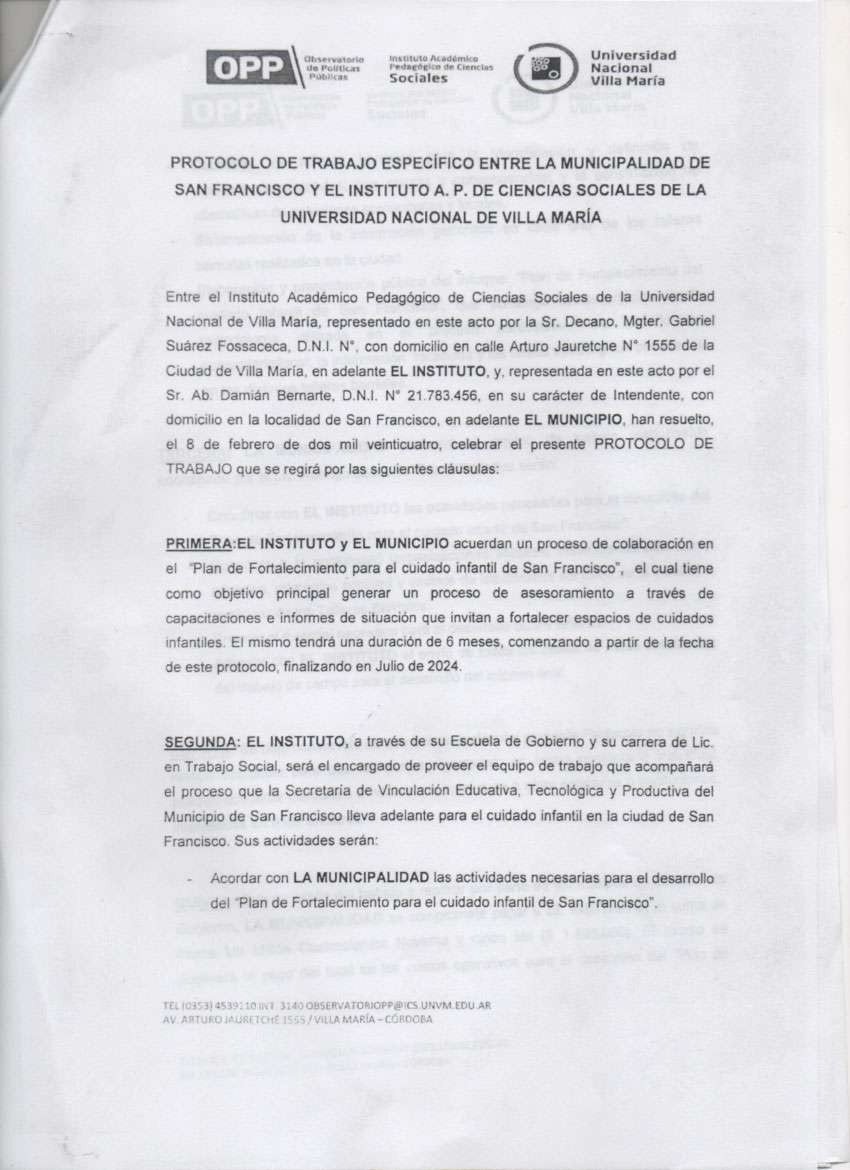 OPP
Observatorio
de Políticas
Públicas
Instituto Académico
Pedagógico de Ciencias
Sociales
Universidad
Nacional
Villa María
PROTOCOLO DE TRABAJO ESPECÍFICO ENTRE LA MUNICIPALIDAD DE
SAN FRANCISCO Y EL INSTITUTO A. P. DE CIENCIAS SOCIALES DE LA
UNIVERSIDAD NACIONAL DE VILLA MARÍA
Entre el Instituto Académico Pedagógico de Ciencias Sociales de la Universidad
Nacional de Villa María, representado en este acto por la Sr. Decano, Mgter. Gabriel
Suárez Fossaceca, D.N.I. N°, con domicilio en calle Arturo Jauretche N° 1555 de la
Ciudad de Villa María, en adelante EL INSTITUTO, y, representada en este acto por el
Sr. Ab. Damián Bernarte, D.N.I. N° 21.783.456, en su carácter de Intendente, con
domicilio en la localidad de San Francisco, en adelante EL MUNICIPIO, han resuelto,
el 8 de febrero de dos mil veinticuatro, celebrar el presente PROTOCOLO DE
TRABAJO que se regirá por las siguientes cláusulas:
PRIMERA:EL INSTITUTO y EL MUNICIPIO acuerdan un proceso de colaboración en
el "Plan de Fortalecimiento para el cuidado infantil de San Francisco", el cual tiene
como objetivo principal generar un proceso de asesoramiento a través de
capacitaciones e informes de situación que invitan a fortalecer espacios de cuidados
infantiles. El mismo tendrá una duración de 6 meses, comenzando a partir de la fecha
de este protocolo, finalizando en Julio de 2024.
SEGUNDA: EL INSTITUTO, a través de su Escuela de Gobierno y su carrera de Lic.
en Trabajo Social, será el encargado de proveer el equipo de trabajo que acompañará
el proceso que la Secretaría de Vinculación Educativa, Tecnológica y Productiva del
Municipio de San Francisco lleva adelante para el cuidado infantil en la ciudad de San
Francisco. Sus actividades serán:
- Acordar con LA MUNICIPALIDAD las actividades necesarias para el desarrollo
del "Plan de Fortalecimiento para el cuidado infantil de San Francisco".
TEL (0353) 4539110 INT. 3140 OBSERVATORIOPP@ICS.UNVM.EDU.AR
AV. ARTURO JAURETCHE 1555 / VILLA MARÍA – CÓRDOBA